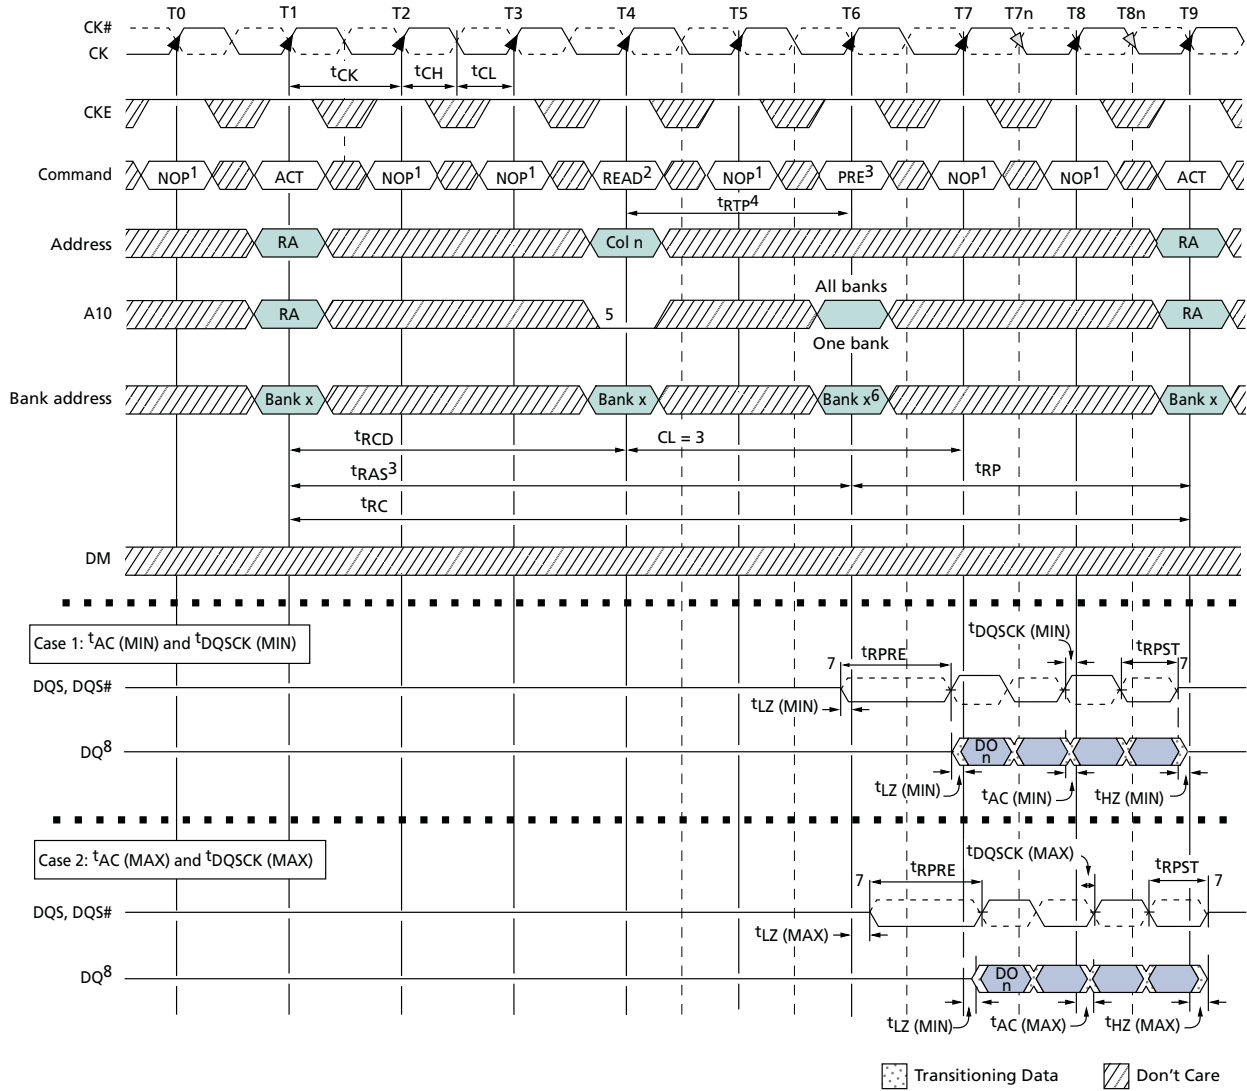 T0 T1 T2 T3 T4 T5 T6 T7 T7n T8 T8n T9
CK#
CK
tCK tCH tCL
CKE
Command NOP1 ACT NOP1 NOP1 READ2 NOP1 PRE3 NOP1 NOP1 ACT
tRTP4
Address RA Col n RA
All banks
A10 RA 5 RA
One bank
Bank address Bank x Bank x Bank x6 Bank x
tRCD CL = 3
tRAS3 tRP
tRC
DM
Case 1: tAC (MIN) and tDQSCK (MIN)
tDQSCK (MIN)
7 tRPRE tRPST 7
DQS, DQS#
tLZ (MIN)
DQ8 DO
n
tLZ (MIN) tAC (MIN) tHZ (MIN)
Case 2: tAC (MAX) and tDQSCK (MAX)
tDQSCK (MAX)
7 tRPRE tRPST 7
DQS, DQS#
tLZ (MAX)
DQ8 DO
n
tLZ (MIN) tAC (MAX) tHZ (MAX)
Transitioning Data Don't Care